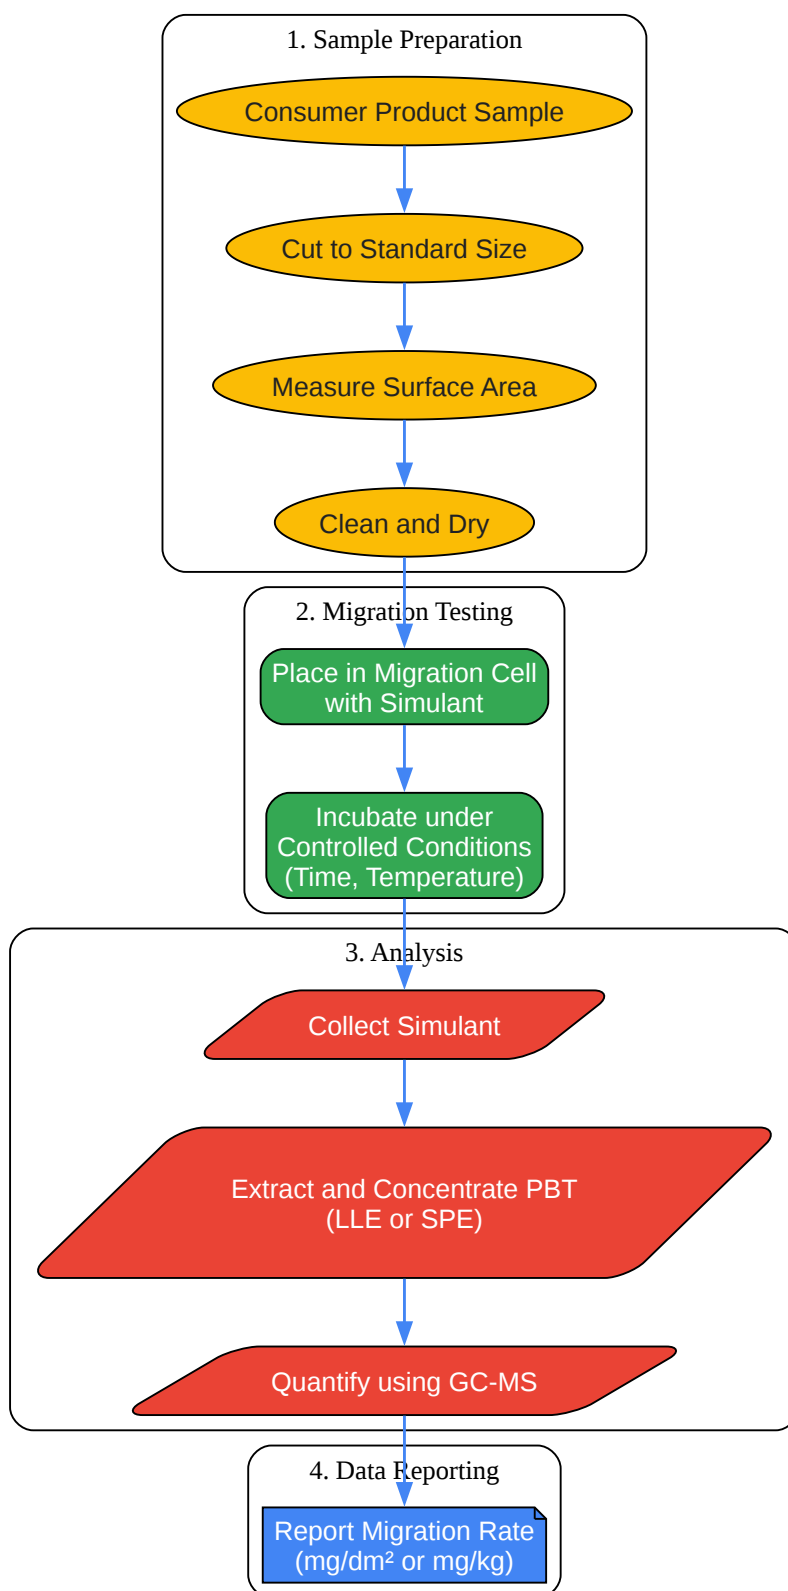 1. Sample Preparation
Consumer Product Sample
Cut to Standard Size
Measure Surface Area
Clean and Dry
2. Migration Testing
Place in Migration Cell
with Simulant
Incubate under
Controlled Conditions
(Time, Temperature)
3. Analysis
Collect Simulant
Extract and Concentrate PBT
(LLE or SPE)
Quantify using GC-MS
4. Data Reporting
Report Migration Rate
(mg/dm² or mg/kg)